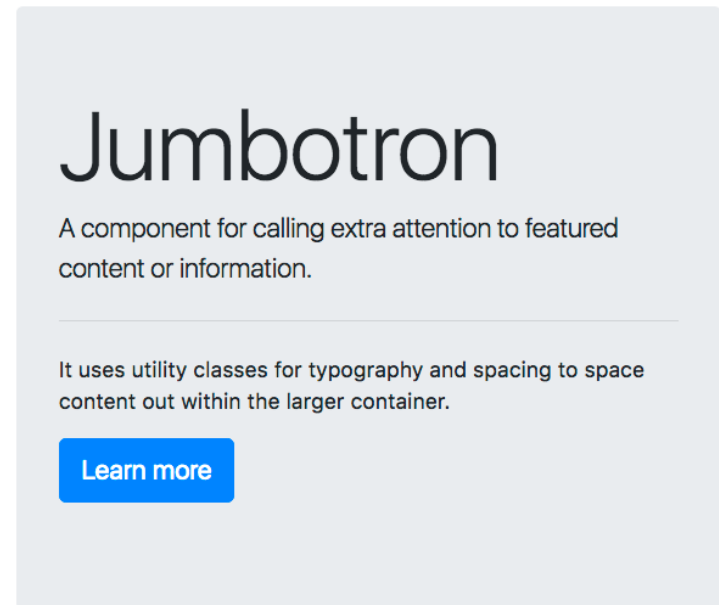 Jumbotron
A component for calling extra attention to featured
content or information.
It uses utility classes for typography and spacing to space
content out within the larger container.
Learn more